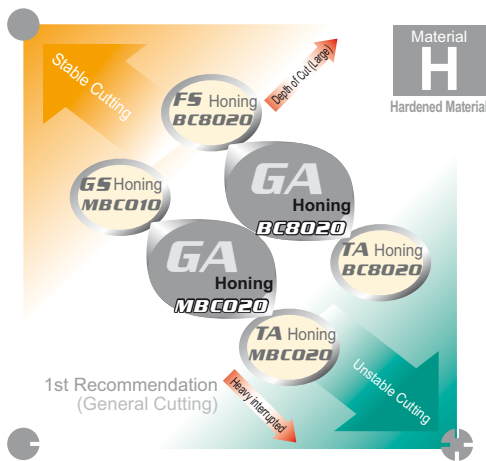 Material
H
Hardened Material
Stable Cutting
Depth of Cut (Large)
FS Honing
BC8020
GS Honing
MBC010
GA
Honing
BC8020
GA
Honing
MBC020
TA Honing
BC8020
TA Honing
MBC020
Unstable Cutting
Heavy interrupted
1st Recommendation
(General Cutting)